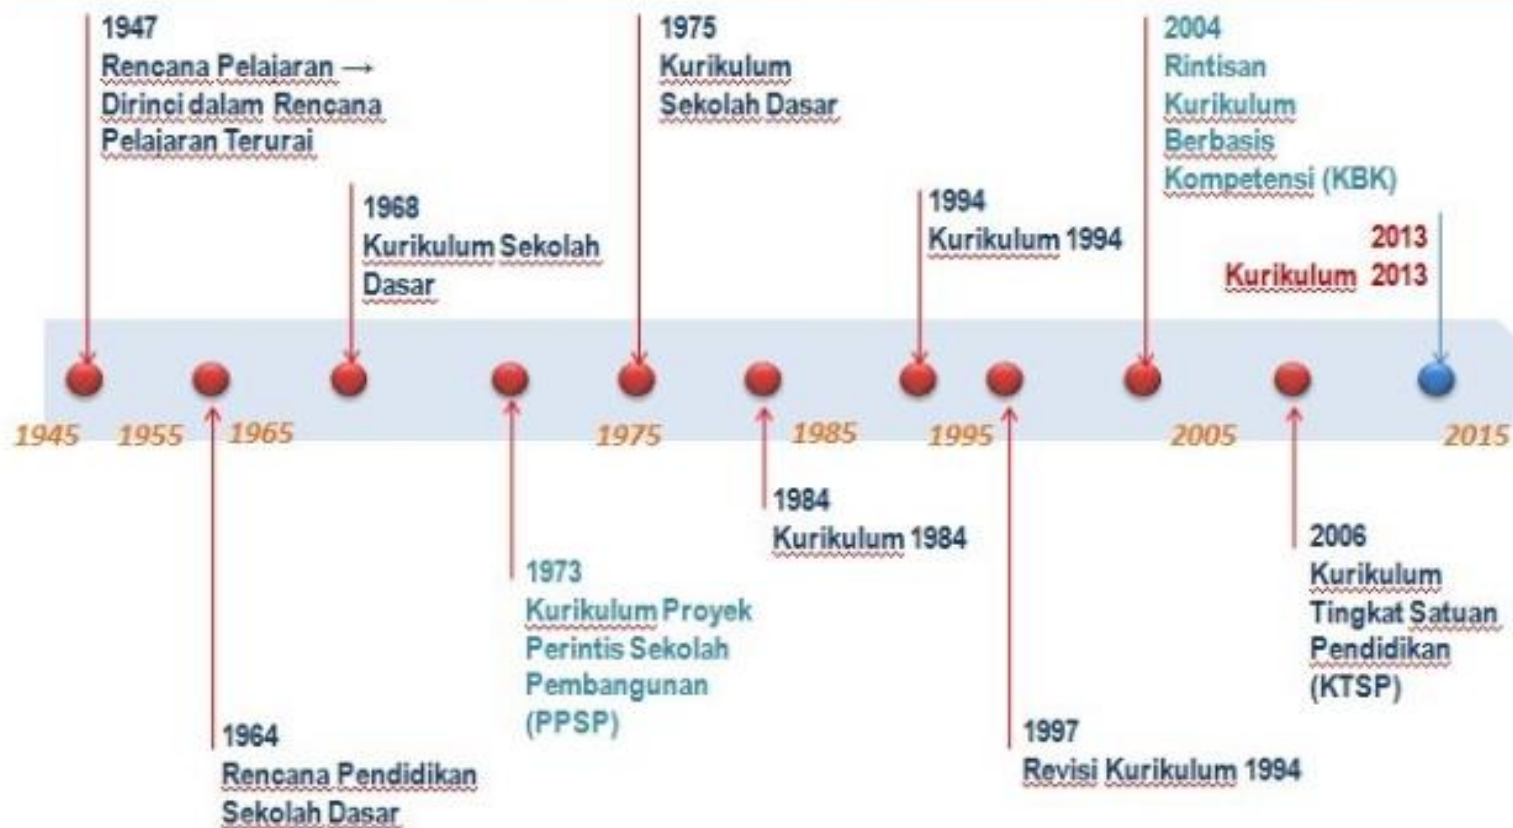 1947
Rencana Pelajaran →
Dirinci dalam Rencana
Pelajaran Terurai
1975
Kurikulum
Sekolah Dasar
2004
Rintisan
Kurikulum
Berbasis
Kompetensi (KBK)
1968
Kurikulum Sekolah
Dasar
1994
Kurikulum 1994
2013
Kurikulum 2013
1945
1955
1965
1975
1985
1995
2005
2015
1964
Rencana Pendidikan
Sekolah Dasar
1973
Kurikulum Proyek
Perintis Sekolah
Pembangunan
(PPSP)
1984
Kurikulum 1984
1997
Revisi Kurikulum 1994
2006
Kurikulum
Tingkat Satuan
Pendidikan
(KTSP)